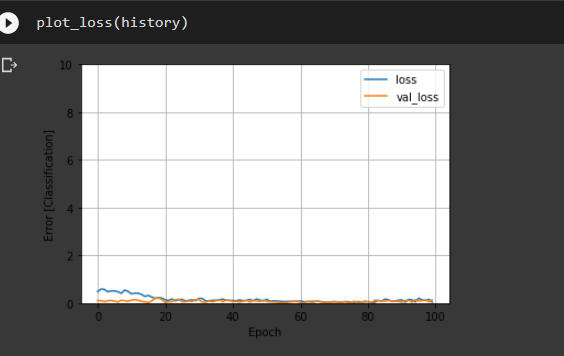 plot_loss(history)
10
8
6
4
2
0
Error [Classification]
loss
val_loss
0 20 40 60 80 100
Epoch